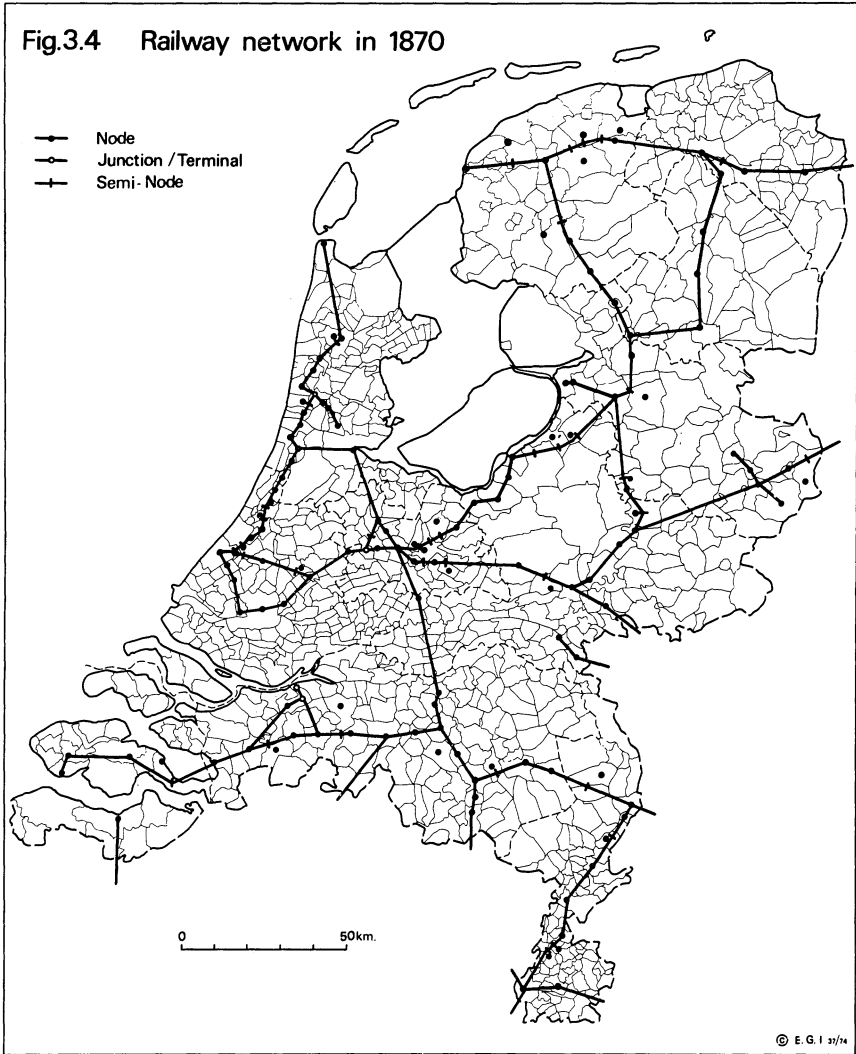 Fig.3.4 Railway network in 1870
Node
Junction / Terminal
Semi-Node
0 50km.
© E. G. I 37/74